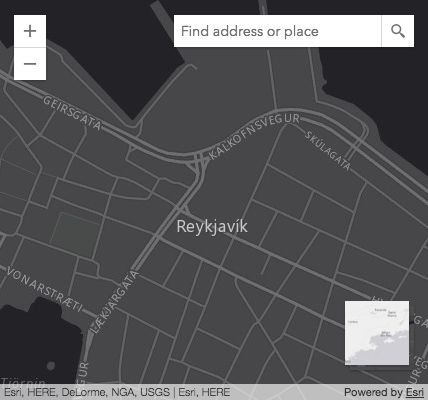 +
Find address or place
−
GEIRSGATA
KALKOFNSVEGUR
SKÚLAGATA
Reykjavík
VONARSTRÆTI
LÆKJARGATA
Tjörnin
Esri, HERE, DeLorme, NGA, USGS | Esri, HERE
Powered by Esri